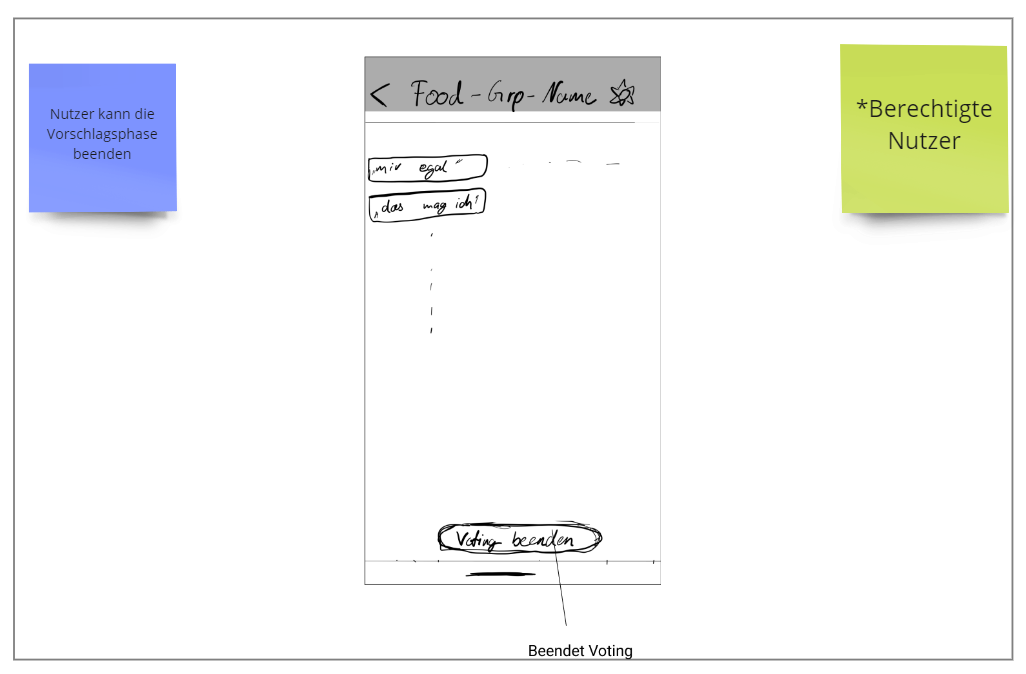 Nutzer kann die
Vorschlagsphase
beenden
< Food-Grp-Name
*Berechtigte
Nutzer
„mir egal"
„das mag ich"
Voting beenden
Beendet Voting